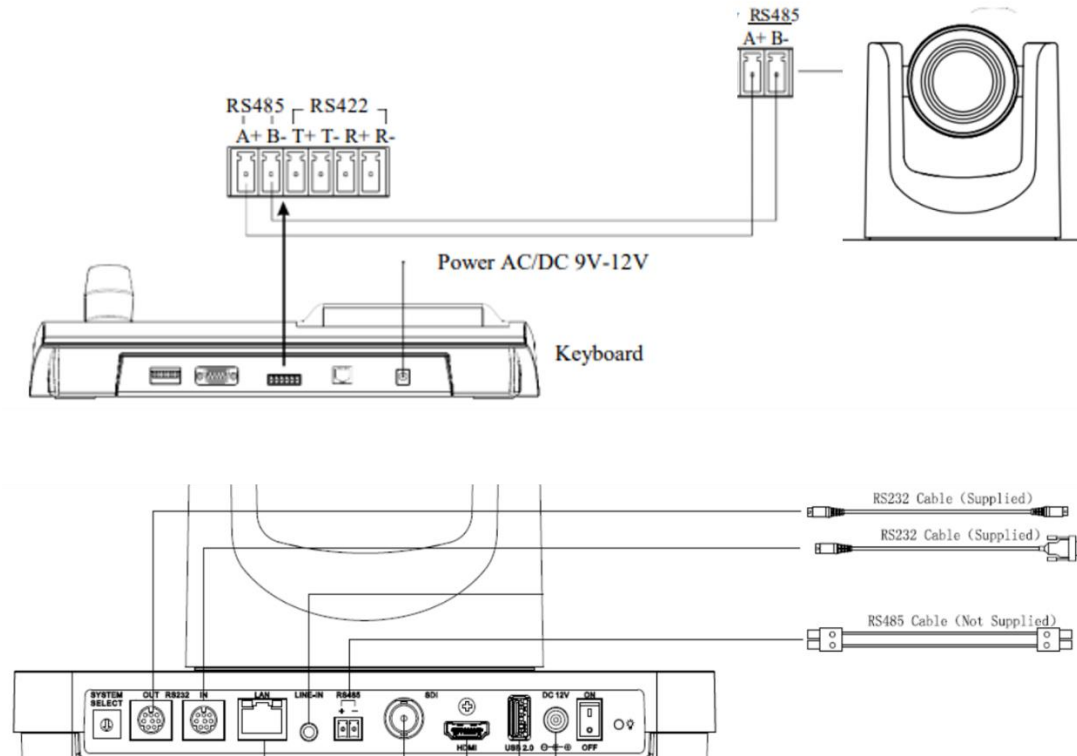 RS485
A+ B-
RS485 RS422
A+ B- T+ T- R+ R-
Power AC/DC 9V-12V
Keyboard
RS232 Cable (Supplied)
RS232 Cable (Supplied)
RS485 Cable (Not Supplied)
SYSTEM SELECT
OUT RS232 IN
LAN
LINE-IN
RS485
+ -
SDI
HDMI
USB 2.0
DC 12V
ON
OFF